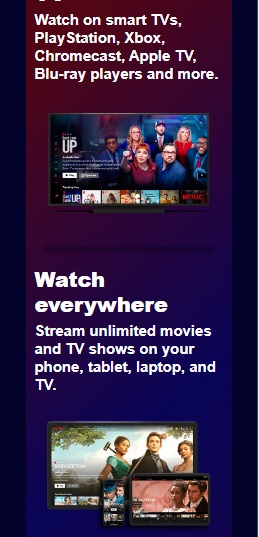 Watch on smart TVs,
PlayStation, Xbox,
Chromecast, Apple TV,
Blu-ray players and more.
UP
Watch
everywhere
Stream unlimited movies
and TV shows on your
phone, tablet, laptop, and
TV.
BRIDGERTON